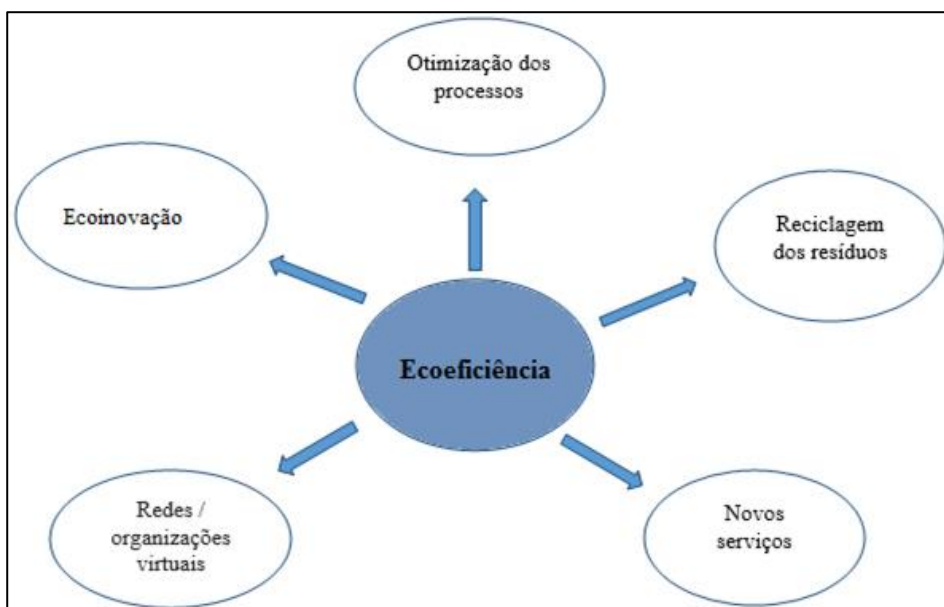 Otimização dos
processos
Ecoinovação
Reciclagem
dos resíduos
Ecoeficiência
Redes /
organizações
virtuais
Novos
serviços